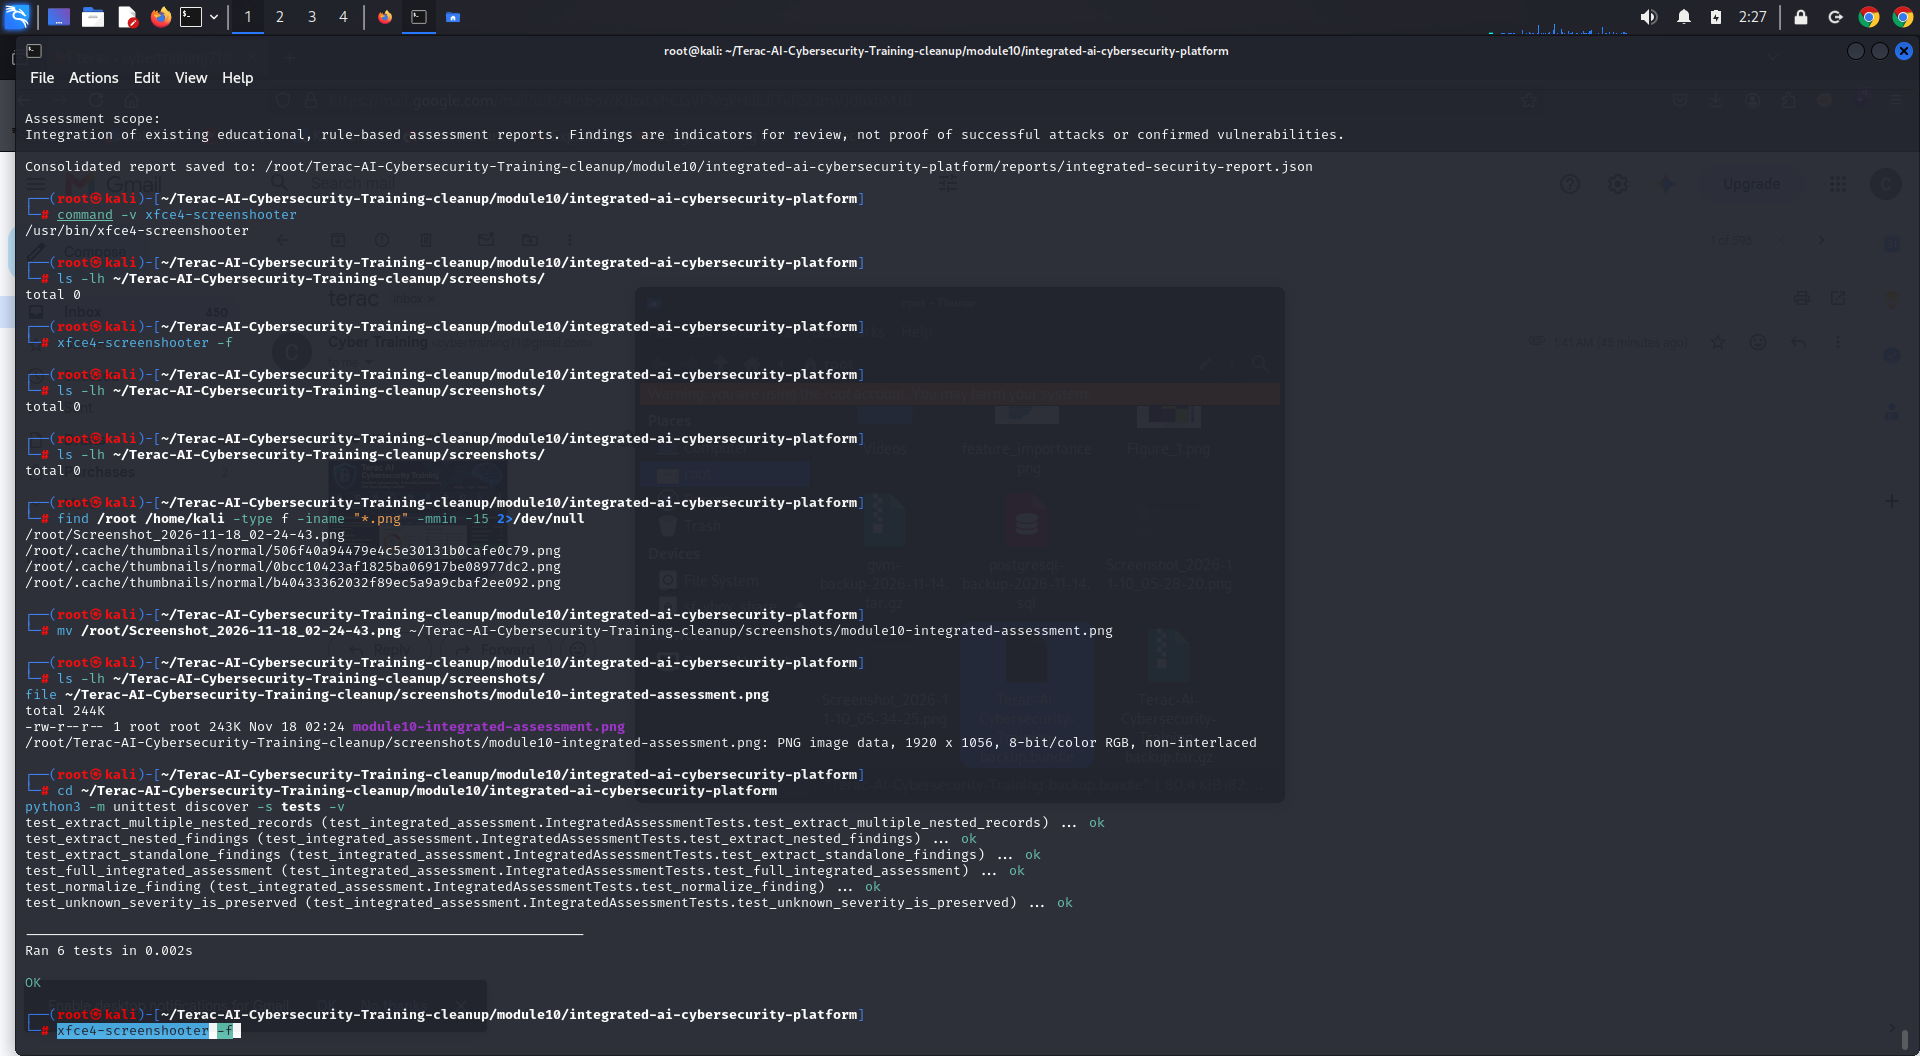 1 2 3 4
2:27
root@kali: ~/Terac-AI-Cybersecurity-Training-cleanup/module10/integrated-ai-cybersecurity-platform
File Actions Edit View Help
Assessment scope:
Integration of existing educational, rule-based assessment reports. Findings are indicators for review, not proof of successful attacks or confirmed vulnerabilities.
Consolidated report saved to: /root/Terac-AI-Cybersecurity-Training-cleanup/module10/integrated-ai-cybersecurity-platform/reports/integrated-security-report.json
┌──(root㉿kali)-[~/Terac-AI-Cybersecurity-Training-cleanup/module10/integrated-ai-cybersecurity-platform]
└─# command -v xfce4-screenshooter
/usr/bin/xfce4-screenshooter
┌──(root㉿kali)-[~/Terac-AI-Cybersecurity-Training-cleanup/module10/integrated-ai-cybersecurity-platform]
└─# ls -lh ~/Terac-AI-Cybersecurity-Training-cleanup/screenshots/
total 0
┌──(root㉿kali)-[~/Terac-AI-Cybersecurity-Training-cleanup/module10/integrated-ai-cybersecurity-platform]
└─# xfce4-screenshooter -f
┌──(root㉿kali)-[~/Terac-AI-Cybersecurity-Training-cleanup/module10/integrated-ai-cybersecurity-platform]
└─# ls -lh ~/Terac-AI-Cybersecurity-Training-cleanup/screenshots/
total 0
┌──(root㉿kali)-[~/Terac-AI-Cybersecurity-Training-cleanup/module10/integrated-ai-cybersecurity-platform]
└─# ls -lh ~/Terac-AI-Cybersecurity-Training-cleanup/screenshots/
total 0
┌──(root㉿kali)-[~/Terac-AI-Cybersecurity-Training-cleanup/module10/integrated-ai-cybersecurity-platform]
└─# find /root /home/kali -type f -iname "*.png" -mmin -15 2>/dev/null
/root/Screenshot_2026-11-18_02-24-43.png
/root/.cache/thumbnails/normal/506f40a94479e4c5e30131b0cafe0c79.png
/root/.cache/thumbnails/normal/0bcc10423af1825ba06917be08977dc2.png
/root/.cache/thumbnails/normal/b40433362032f89ec5a9a9cbaf2ee092.png
┌──(root㉿kali)-[~/Terac-AI-Cybersecurity-Training-cleanup/module10/integrated-ai-cybersecurity-platform]
└─# mv /root/Screenshot_2026-11-18_02-24-43.png ~/Terac-AI-Cybersecurity-Training-cleanup/screenshots/module10-integrated-assessment.png
┌──(root㉿kali)-[~/Terac-AI-Cybersecurity-Training-cleanup/module10/integrated-ai-cybersecurity-platform]
└─# ls -lh ~/Terac-AI-Cybersecurity-Training-cleanup/screenshots/
file ~/Terac-AI-Cybersecurity-Training-cleanup/screenshots/module10-integrated-assessment.png
total 244K
-rw-r--r-- 1 root root 243K Nov 18 02:24 module10-integrated-assessment.png
/root/Terac-AI-Cybersecurity-Training-cleanup/screenshots/module10-integrated-assessment.png: PNG image data, 1920 x 1056, 8-bit/color RGB, non-interlaced
┌──(root㉿kali)-[~/Terac-AI-Cybersecurity-Training-cleanup/module10/integrated-ai-cybersecurity-platform]
└─# cd ~/Terac-AI-Cybersecurity-Training-cleanup/module10/integrated-ai-cybersecurity-platform
python3 -m unittest discover -s tests -v
test_extract_multiple_nested_records (test_integrated_assessment.IntegratedAssessmentTests.test_extract_multiple_nested_records) ... ok
test_extract_nested_findings (test_integrated_assessment.IntegratedAssessmentTests.test_extract_nested_findings) ... ok
test_extract_standalone_findings (test_integrated_assessment.IntegratedAssessmentTests.test_extract_standalone_findings) ... ok
test_full_integrated_assessment (test_integrated_assessment.IntegratedAssessmentTests.test_full_integrated_assessment) ... ok
test_normalize_finding (test_integrated_assessment.IntegratedAssessmentTests.test_normalize_finding) ... ok
test_unknown_severity_is_preserved (test_integrated_assessment.IntegratedAssessmentTests.test_unknown_severity_is_preserved) ... ok
----------------------------------------------------------------------
Ran 6 tests in 0.002s
OK
┌──(root㉿kali)-[~/Terac-AI-Cybersecurity-Training-cleanup/module10/integrated-ai-cybersecurity-platform]
└─# xfce4-screenshooter -f